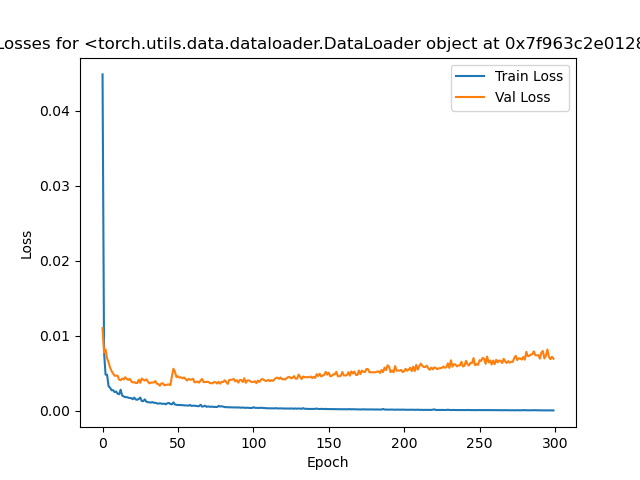 Losses for <torch.utils.data.dataloader.DataLoader object at 0x7f963c2e0128
Train Loss
Val Loss
0.04
0.03
0.02
0.01
0.00
Loss
0 50 100 150 200 250 300
Epoch